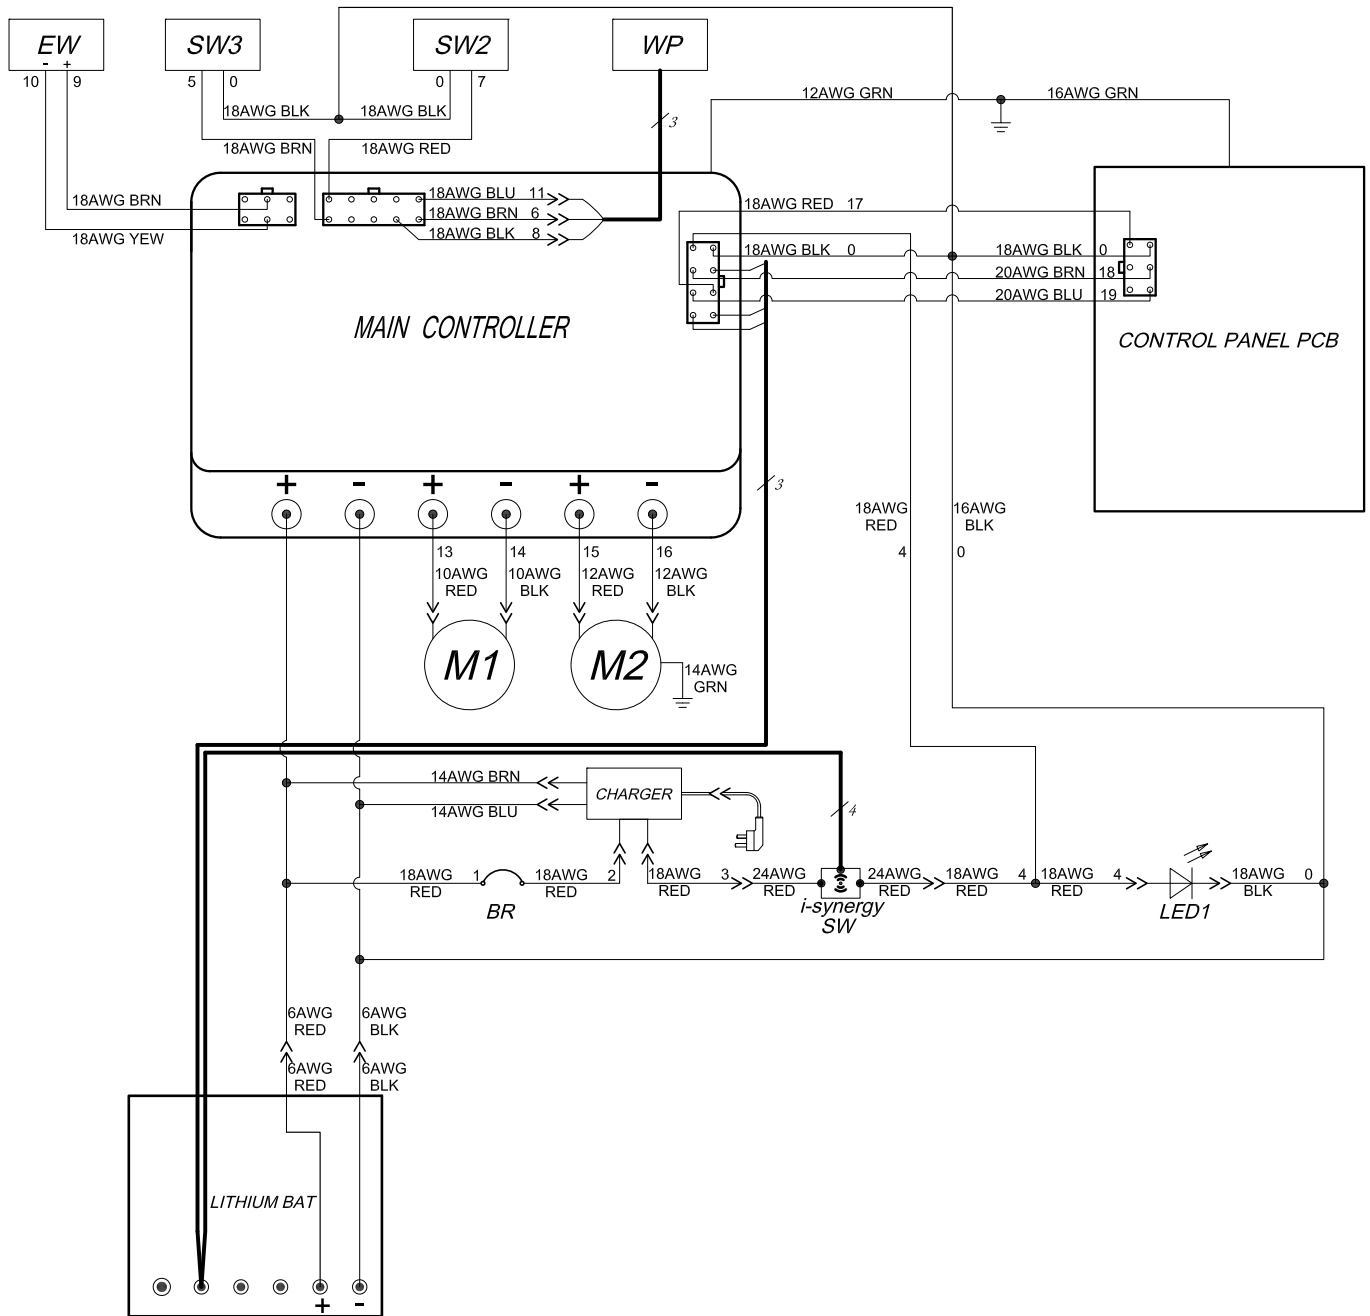 EW
- +
10 9
SW3
5 0
SW2
0 7
WP
3
18AWG BLK
18AWG BLK
18AWG BRN
18AWG RED
12AWG GRN
16AWG GRN
18AWG BRN
18AWG YEW
18AWG BLU 11
18AWG BRN 6
18AWG BLK 8
18AWG RED 17
18AWG BLK 0
18AWG BLK 0
20AWG BRN 18
20AWG BLU 19
MAIN CONTROLLER
CONTROL PANEL PCB
+ - + - + -
3
18AWG
RED
4
16AWG
BLK
0
13
10AWG
RED
14
10AWG
BLK
15
12AWG
RED
16
12AWG
BLK
M1
M2
14AWG
GRN
14AWG BRN
14AWG BLU
CHARGER
4
18AWG
RED
1
18AWG
RED
2
BR
18AWG
RED
3
24AWG
RED
i-synergy
SW
24AWG
RED
18AWG
RED
4
18AWG
RED
4
LED1
18AWG
BLK
0
6AWG
RED
6AWG
BLK
6AWG
RED
6AWG
BLK
LITHIUM BAT
+ -